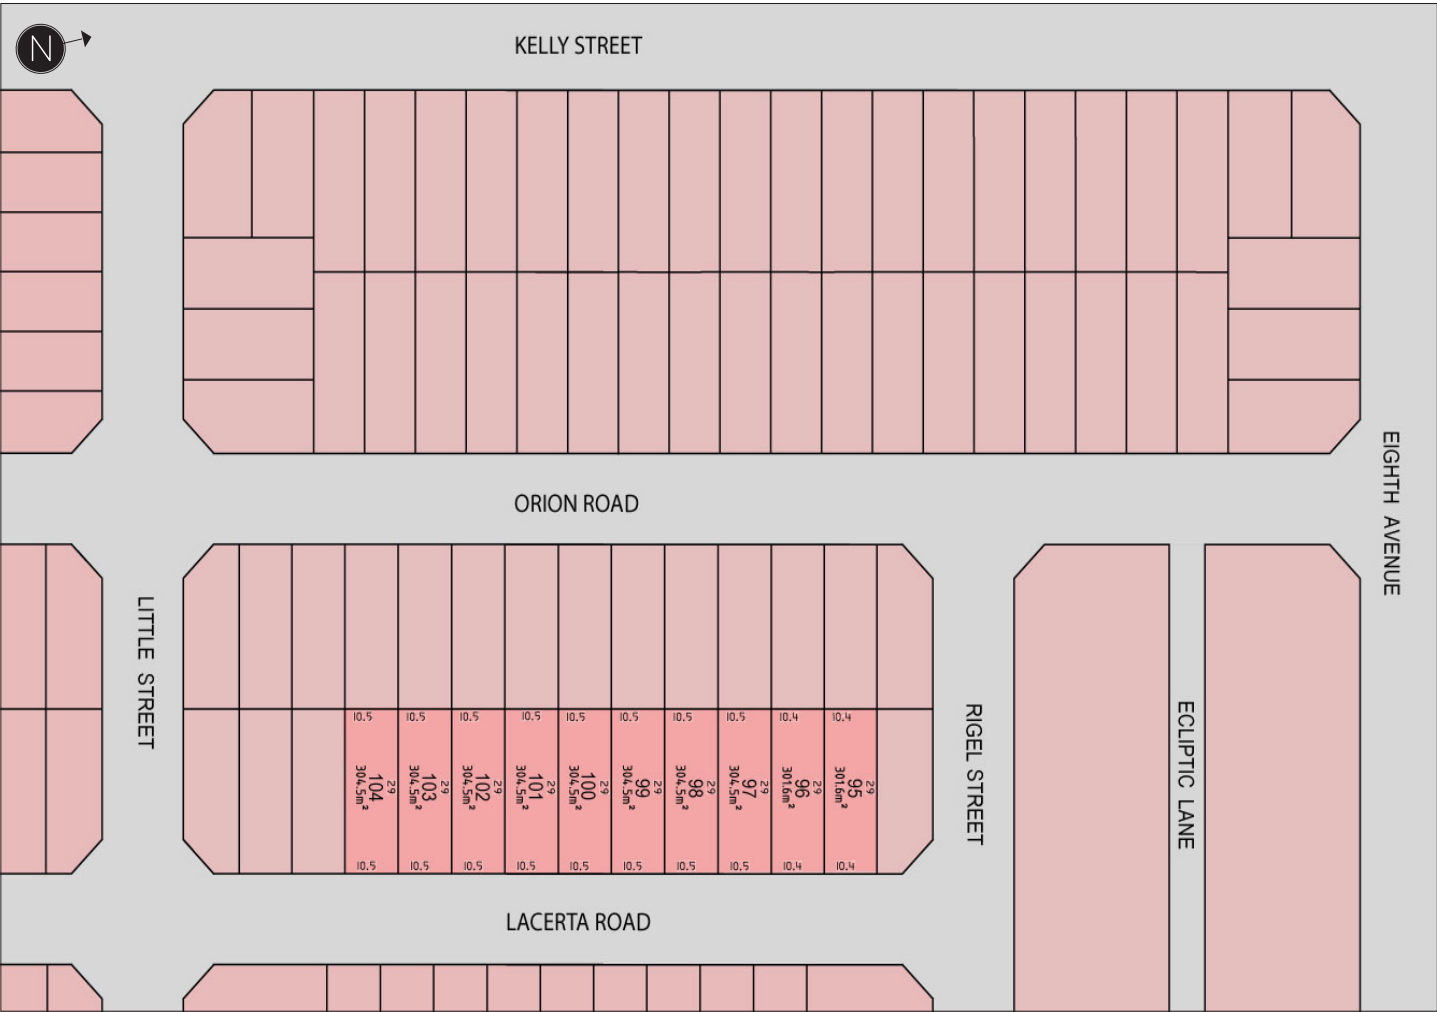 N
KELLY STREET
ORION ROAD
EIGHTH AVENUE
LITTLE STREET
RIGEL STREET
ECLIPTIC LANE
10.5
10.5
10.5
10.5
10.5
10.5
10.5
10.5
10.4
10.4
29
104
304.5m²
29
103
304.5m²
29
102
304.5m²
29
101
304.5m²
29
100
304.5m²
29
99
304.5m²
29
98
304.5m²
29
97
304.5m²
29
96
301.6m²
29
95
301.6m²
10.5
10.5
10.5
10.5
10.5
10.5
10.5
10.5
10.4
10.4
LACERTA ROAD